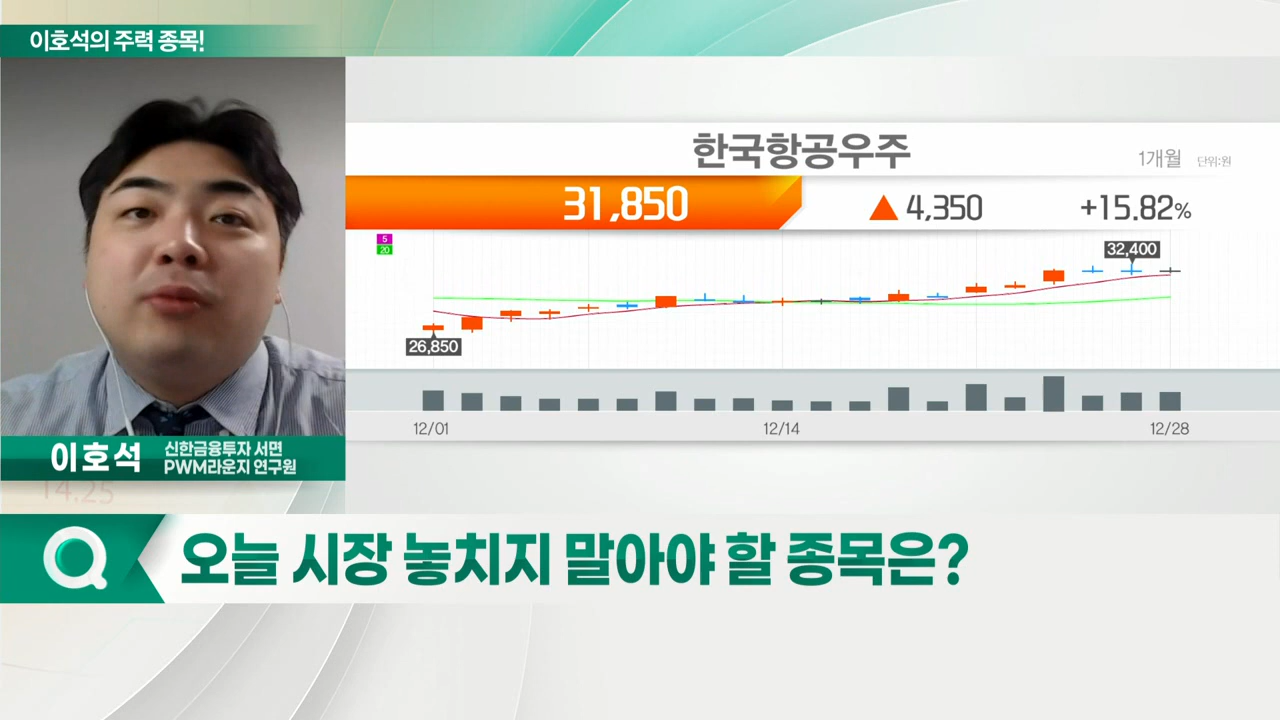 이호석의 주력 종목!
한국항공우주
1개월 단위:원
31,850 ▲ 4,350 +15.82%
5
20
32,400
26,850
12/01 12/14 12/28
이호석 신한금융투자 서면
PWM라운지 연구원
14.25
Q 오늘 시장 놓치지 말아야 할 종목은?